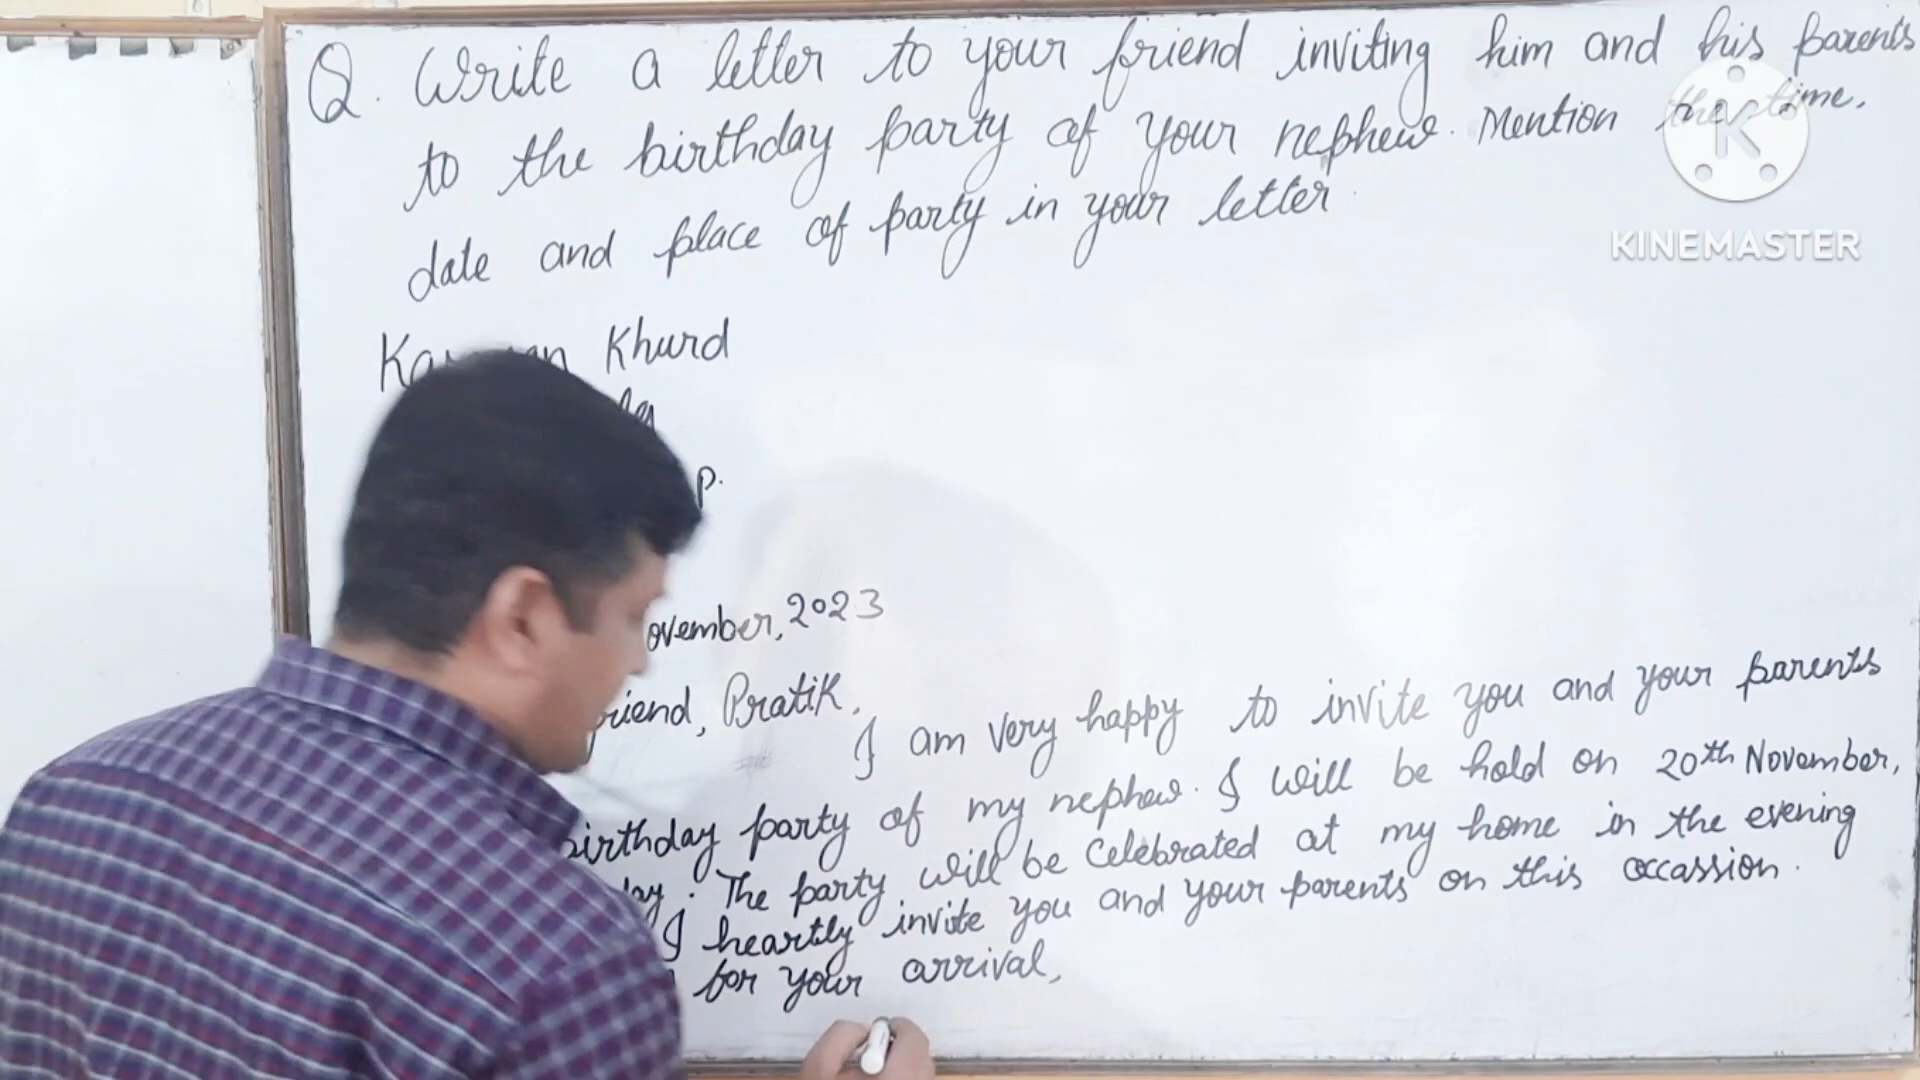 Q. Write a letter to your friend inviting him and his parents
to the birthday party of your nephew. Mention the time,
date and place of party in your letter
KINEMASTER
Khurd
P.
ovember, 2023
riend, Pratik,
I am very happy to invite you and your parents
birthday party of my nephew. I will be hold on 20th November,
ay. The party will be celebrated at my home in the evening
I heartly invite you and your parents on this occassion.
for your arrival,